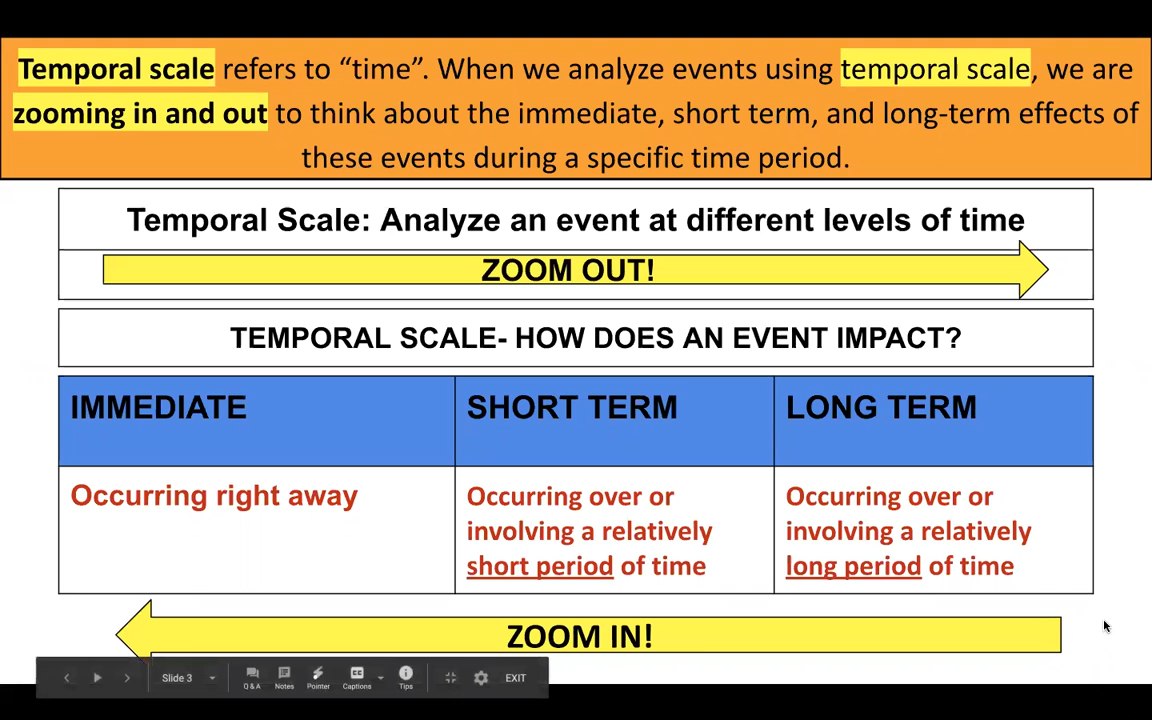 Temporal scale refers to “time”. When we analyze events using temporal scale, we are
zooming in and out to think about the immediate, short term, and long-term effects of
these events during a specific time period.
Temporal Scale: Analyze an event at different levels of time
ZOOM OUT!
TEMPORAL SCALE- HOW DOES AN EVENT IMPACT?
IMMEDIATE
SHORT TERM
LONG TERM
Occurring right away
Occurring over or
involving a relatively
short period of time
Occurring over or
involving a relatively
long period of time
ZOOM IN!
Slide 3
Q & A
Notes
Pointer
CC
Captions
Tips
EXIT